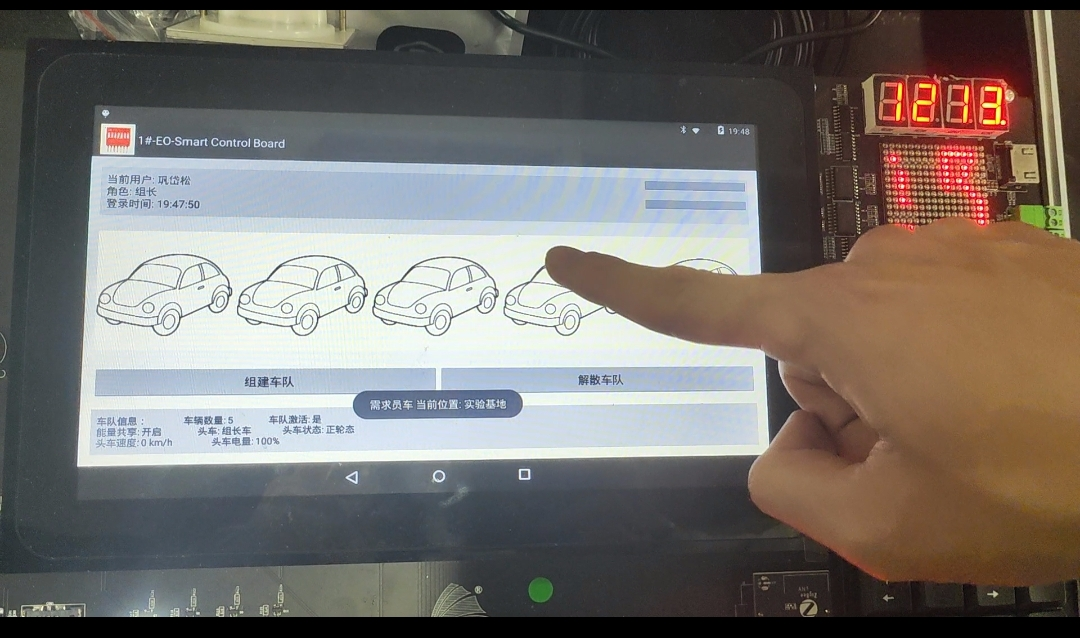 19:48
1#-EO-Smart Control Board
当前用户: 巩岱松
角色: 组长
登录时间: 19:47:50
组建车队
解散车队
需求员车 当前位置: 实验基地
车队信息： 车辆数量: 5 车队激活: 是
能量共享: 开启 头车: 组长车 头车状态: 正轮态
头车速度: 0 km/h 头车电量: 100%
1213